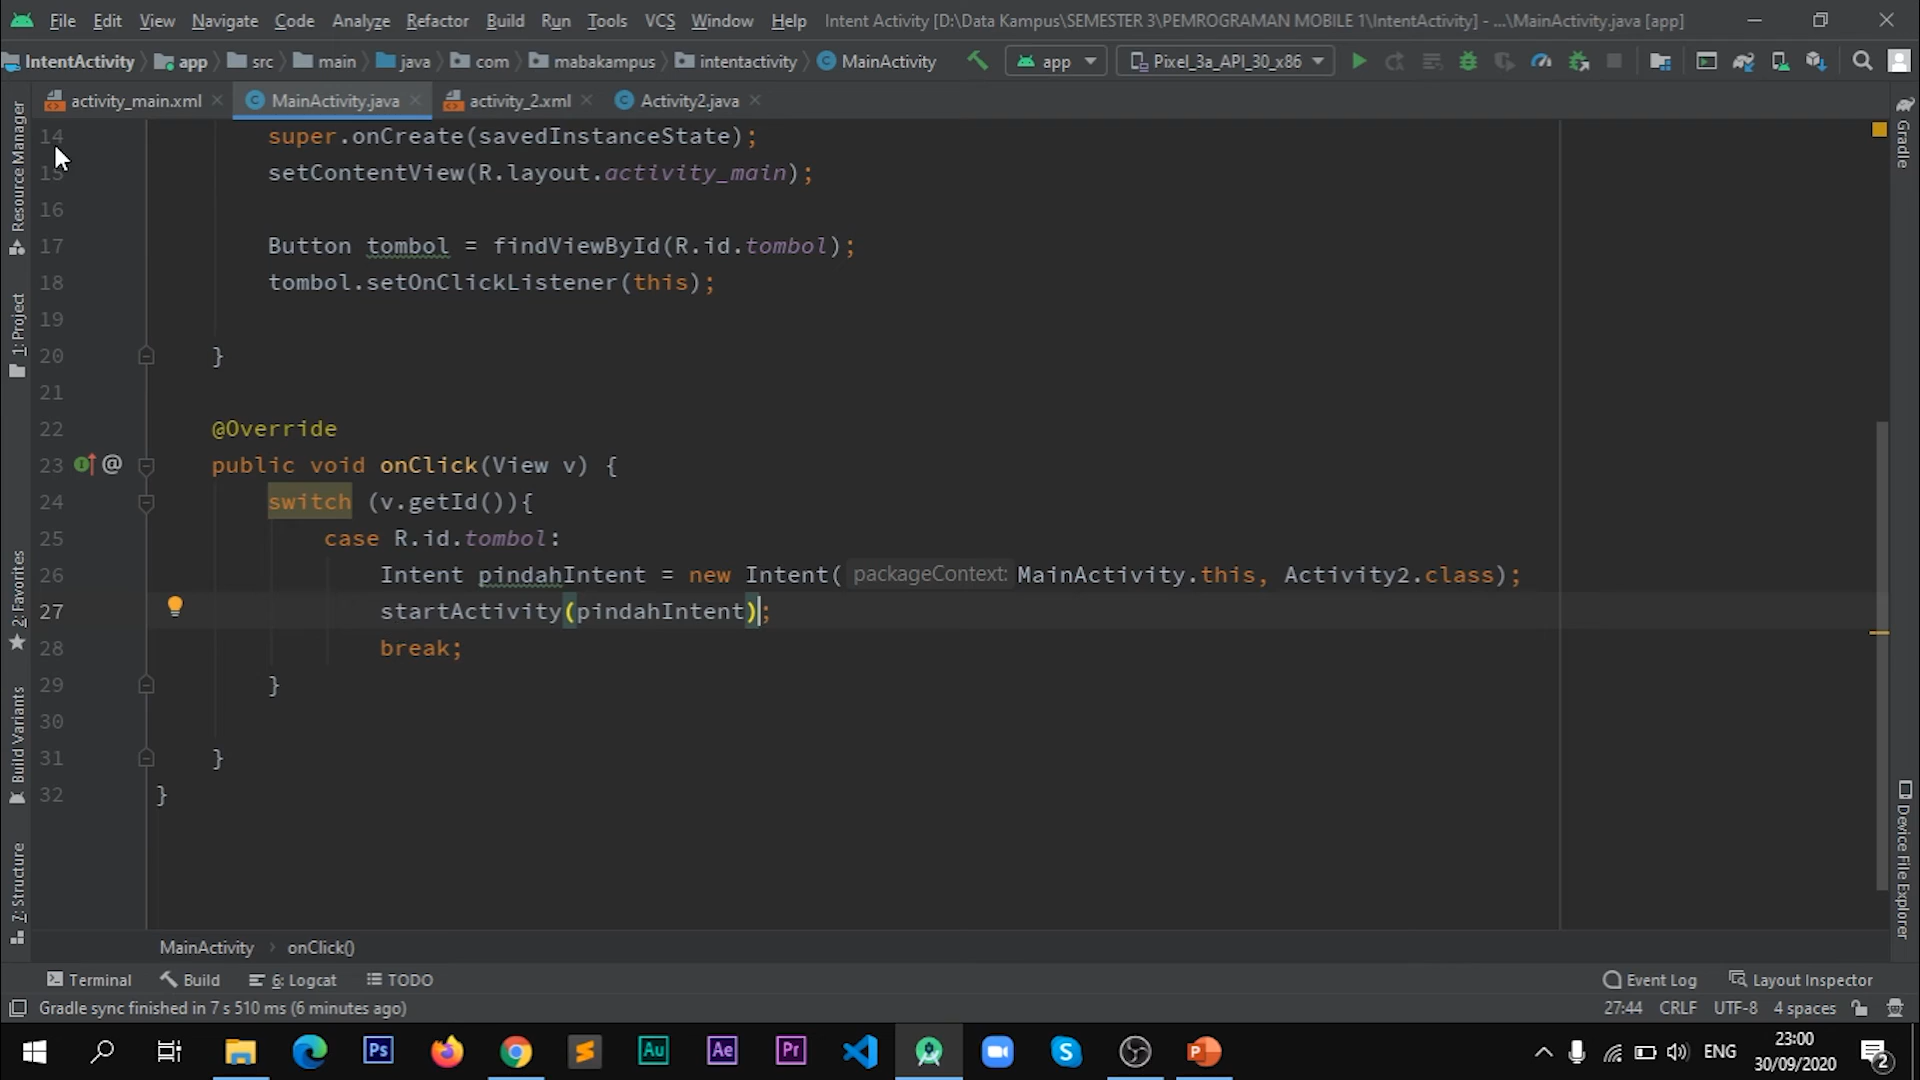 File Edit View Navigate Code Analyze Refactor Build Run Tools VCS Window Help Intent Activity [D:\Data Kampus\SEMESTER 3\PEMROGRAMAN MOBILE 1\IntentActivity] - ...\MainActivity.java [app]
IntentActivity app src main java com mabakampus intentactivity MainActivity app Pixel_3a_API_30_x86
activity_main.xml MainActivity.java activity_2.xml Activity2.java
Resource Manager
1: Project
2: Favorites
Build Variants
7: Structure
Gradle
Device File Explorer
14 super.onCreate(savedInstanceState);
15 setContentView(R.layout.activity_main);
16
17 Button tombol = findViewById(R.id.tombol);
18 tombol.setOnClickListener(this);
19
20 }
21
22 @Override
23 @ public void onClick(View v) {
24 switch (v.getId()){
25 case R.id.tombol:
26 Intent pindahIntent = new Intent( packageContext: MainActivity.this, Activity2.class);
27 startActivity(pindahIntent);
28 break;
29 }
30
31 }
32 }
MainActivity › onClick()
Terminal Build 6: Logcat TODO Event Log Layout Inspector
Gradle sync finished in 7 s 510 ms (6 minutes ago) 27:44 CRLF UTF-8 4 spaces
Ps Au Ae Pr S P ENG 23:00
30/09/2020 2